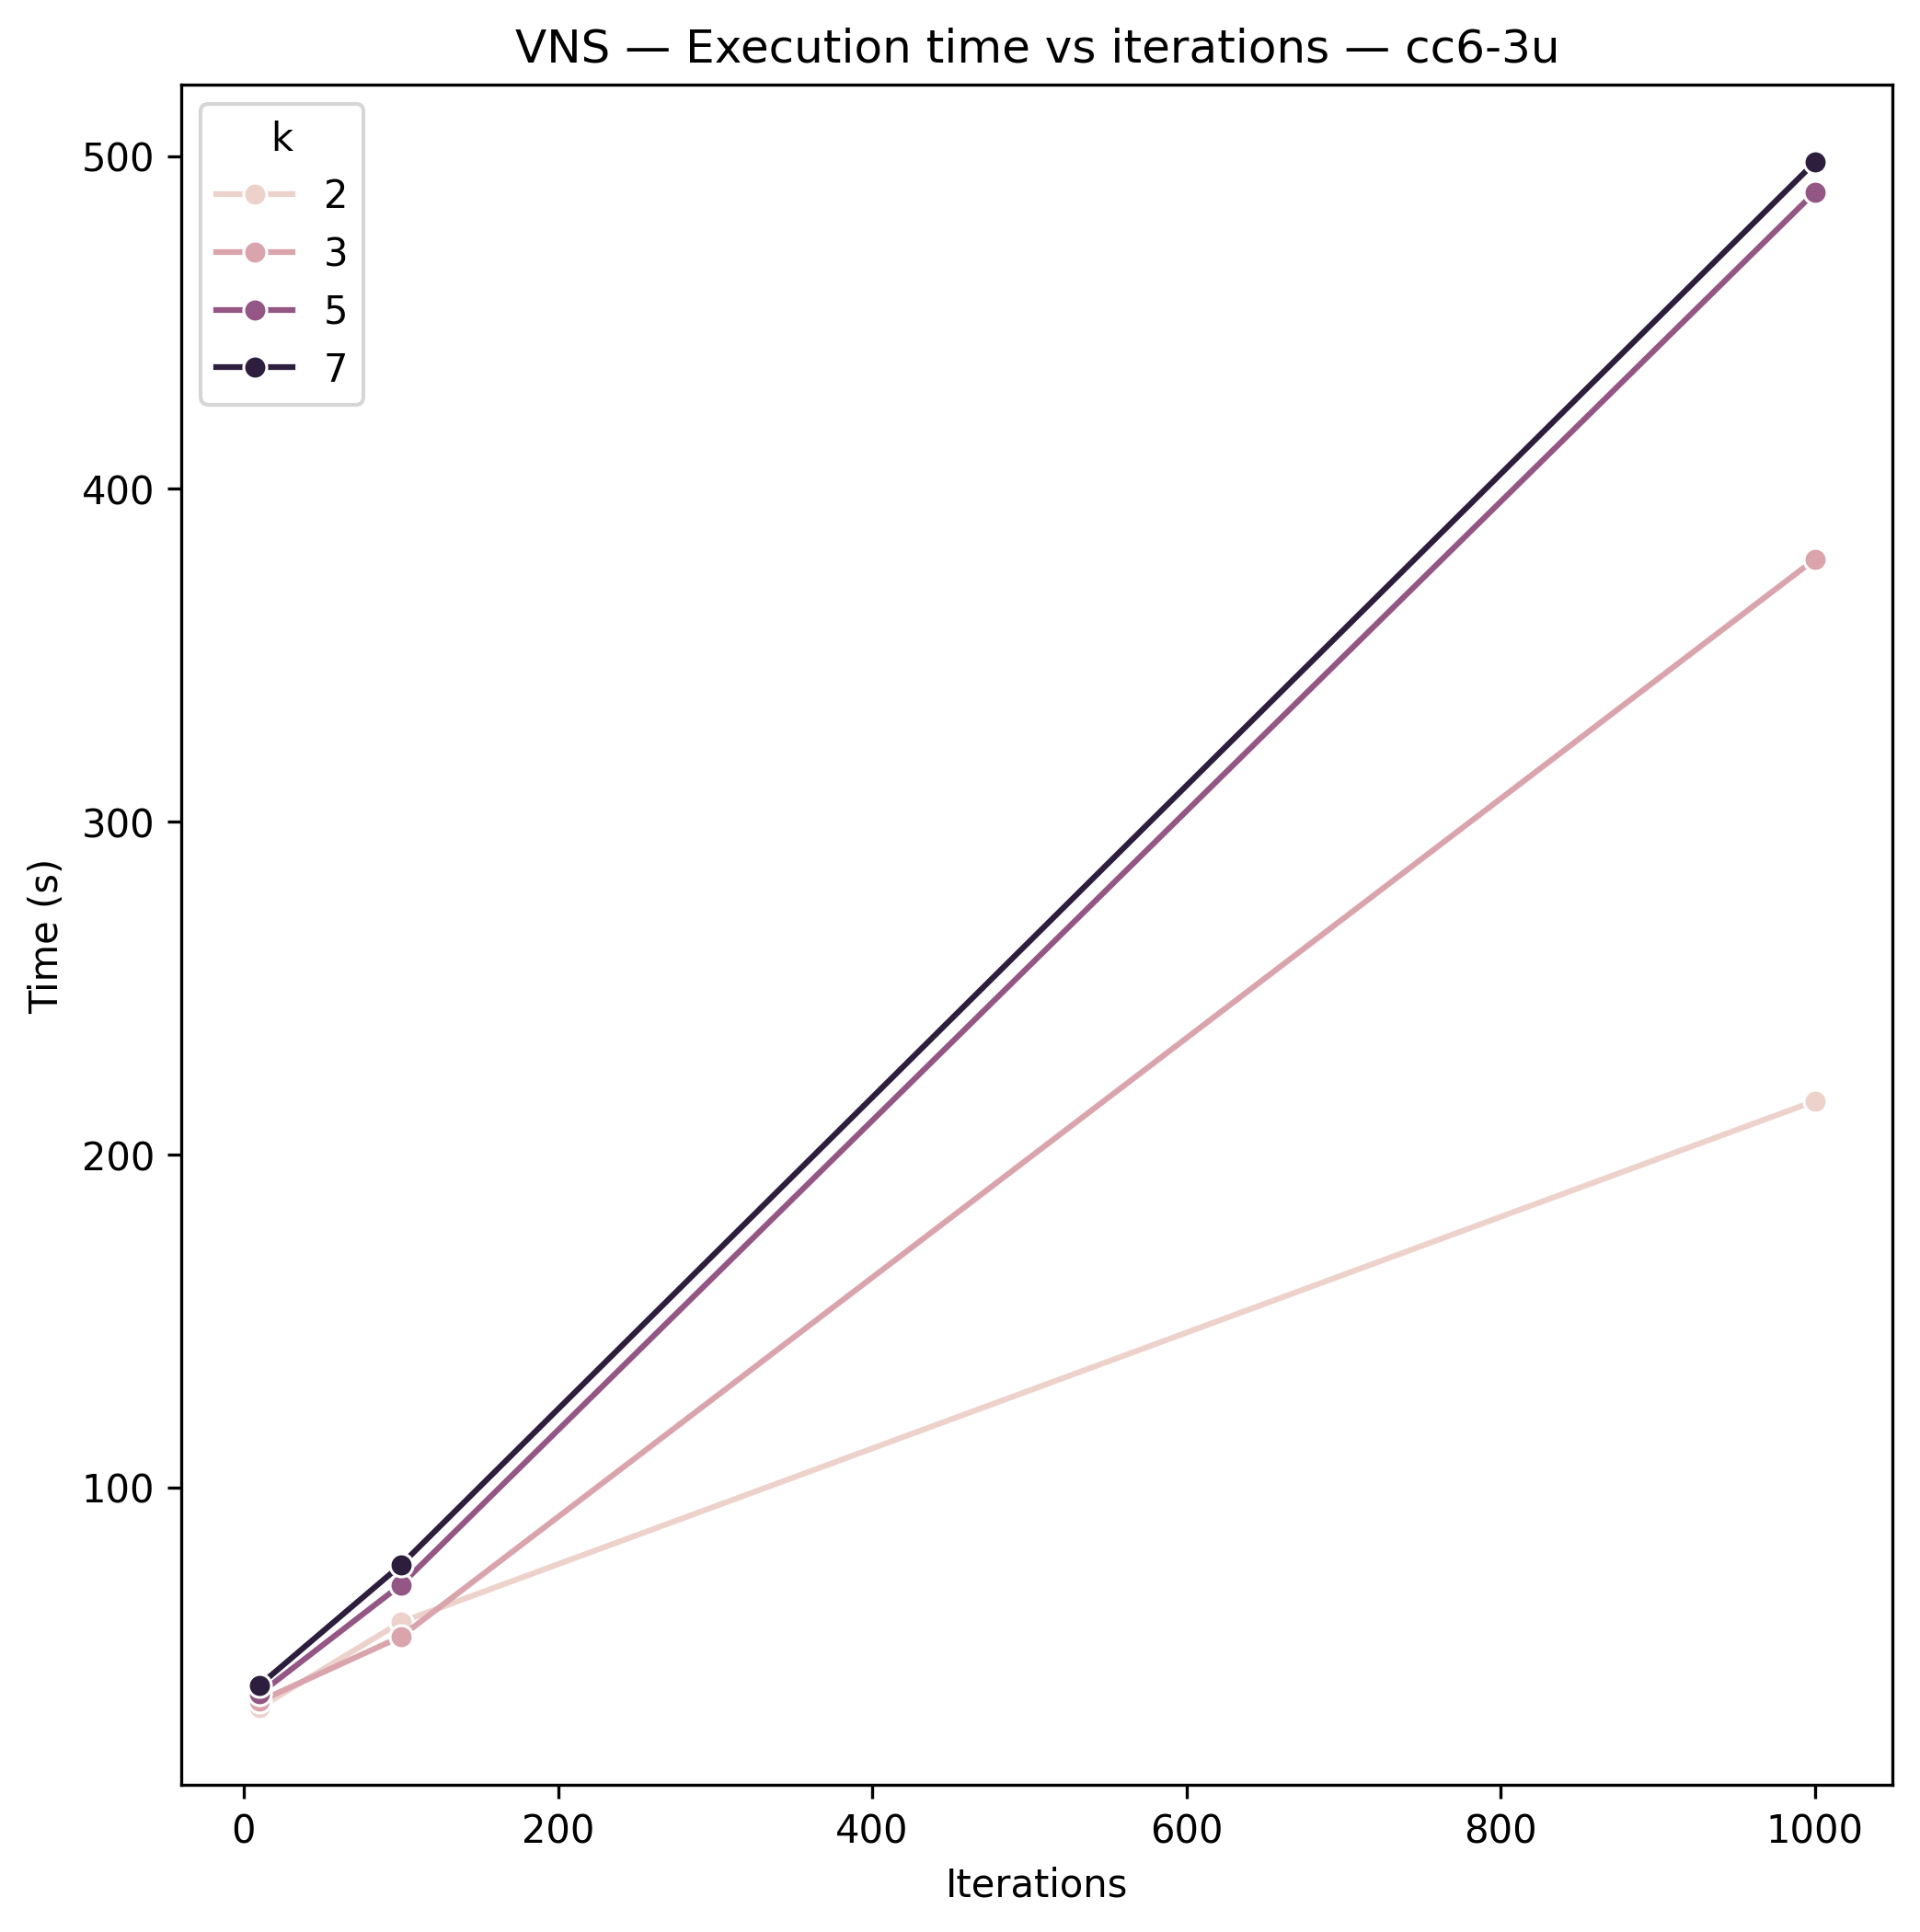 VNS — Execution time vs iterations — cc6-3u
k
2
3
5
7
500
400
300
200
100
Time (s)
0 200 400 600 800 1000
Iterations